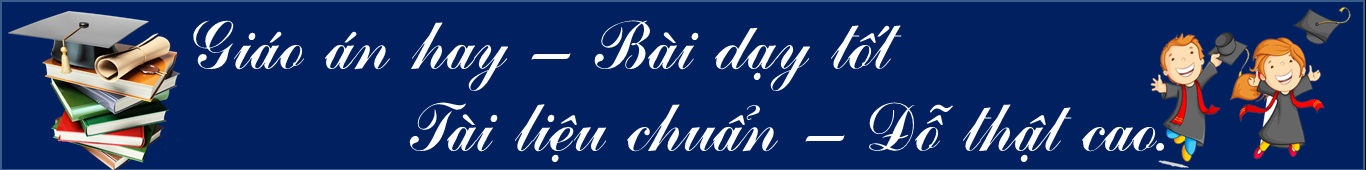 Giáo án hay – Bài dạy tốt
Tài liệu chuẩn – Đỗ thật cao.